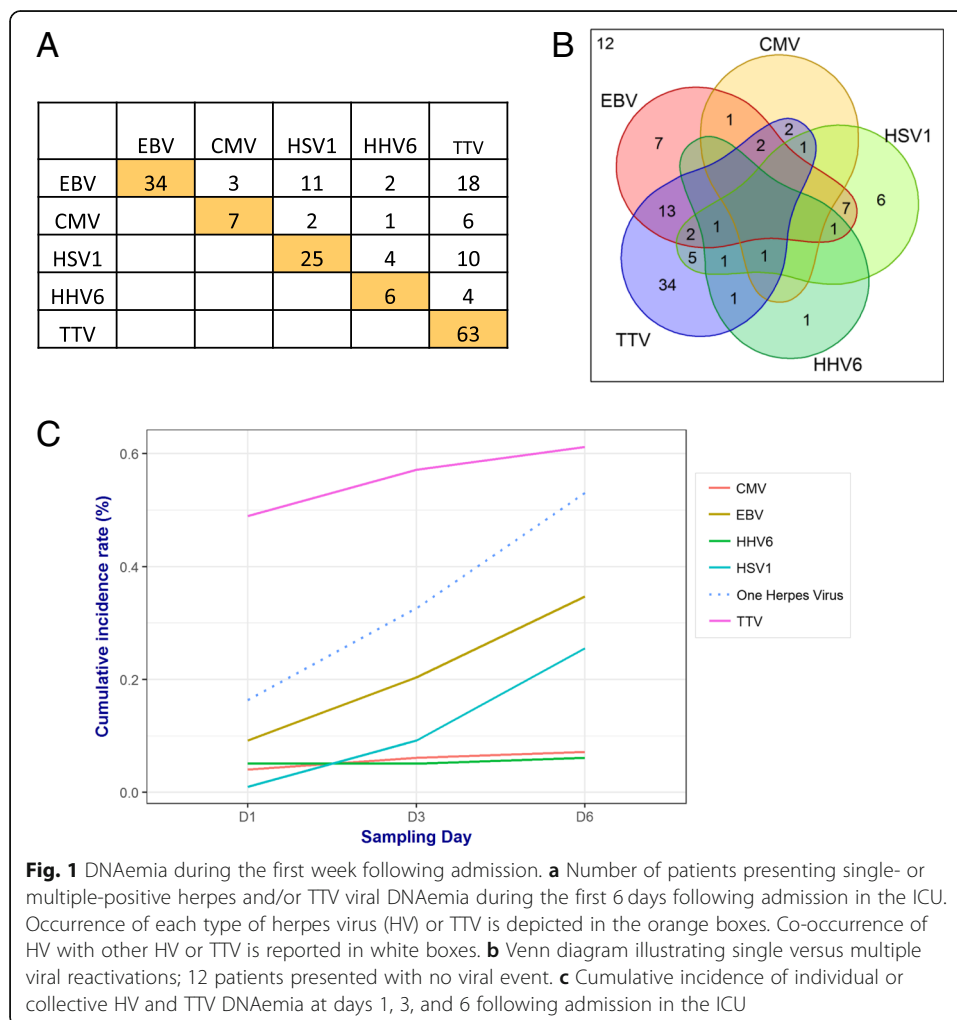 A
EBV CMV HSV1 HHV6 TTV
EBV 34 3 11 2 18
CMV 7 2 1 6
HSV1 25 4 10
HHV6 6 4
TTV 63
B
12
CMV
EBV
HSV1
1
2
7
2
1
6
13
7
1
1
2
5
1
1
34
1
1
TTV
HHV6
C
Cumulative incidence rate (%)
0.6
0.4
0.2
0.0
D1 D3 D6
Sampling Day
CMV
EBV
HHV6
HSV1
One Herpes Virus
TTV
Fig. 1 DNAemia during the first week following admission. a Number of patients presenting single- or
multiple-positive herpes and/or TTV viral DNAemia during the first 6 days following admission in the ICU.
Occurrence of each type of herpes virus (HV) or TTV is depicted in the orange boxes. Co-occurrence of
HV with other HV or TTV is reported in white boxes. b Venn diagram illustrating single versus multiple
viral reactivations; 12 patients presented with no viral event. c Cumulative incidence of individual or
collective HV and TTV DNAemia at days 1, 3, and 6 following admission in the ICU